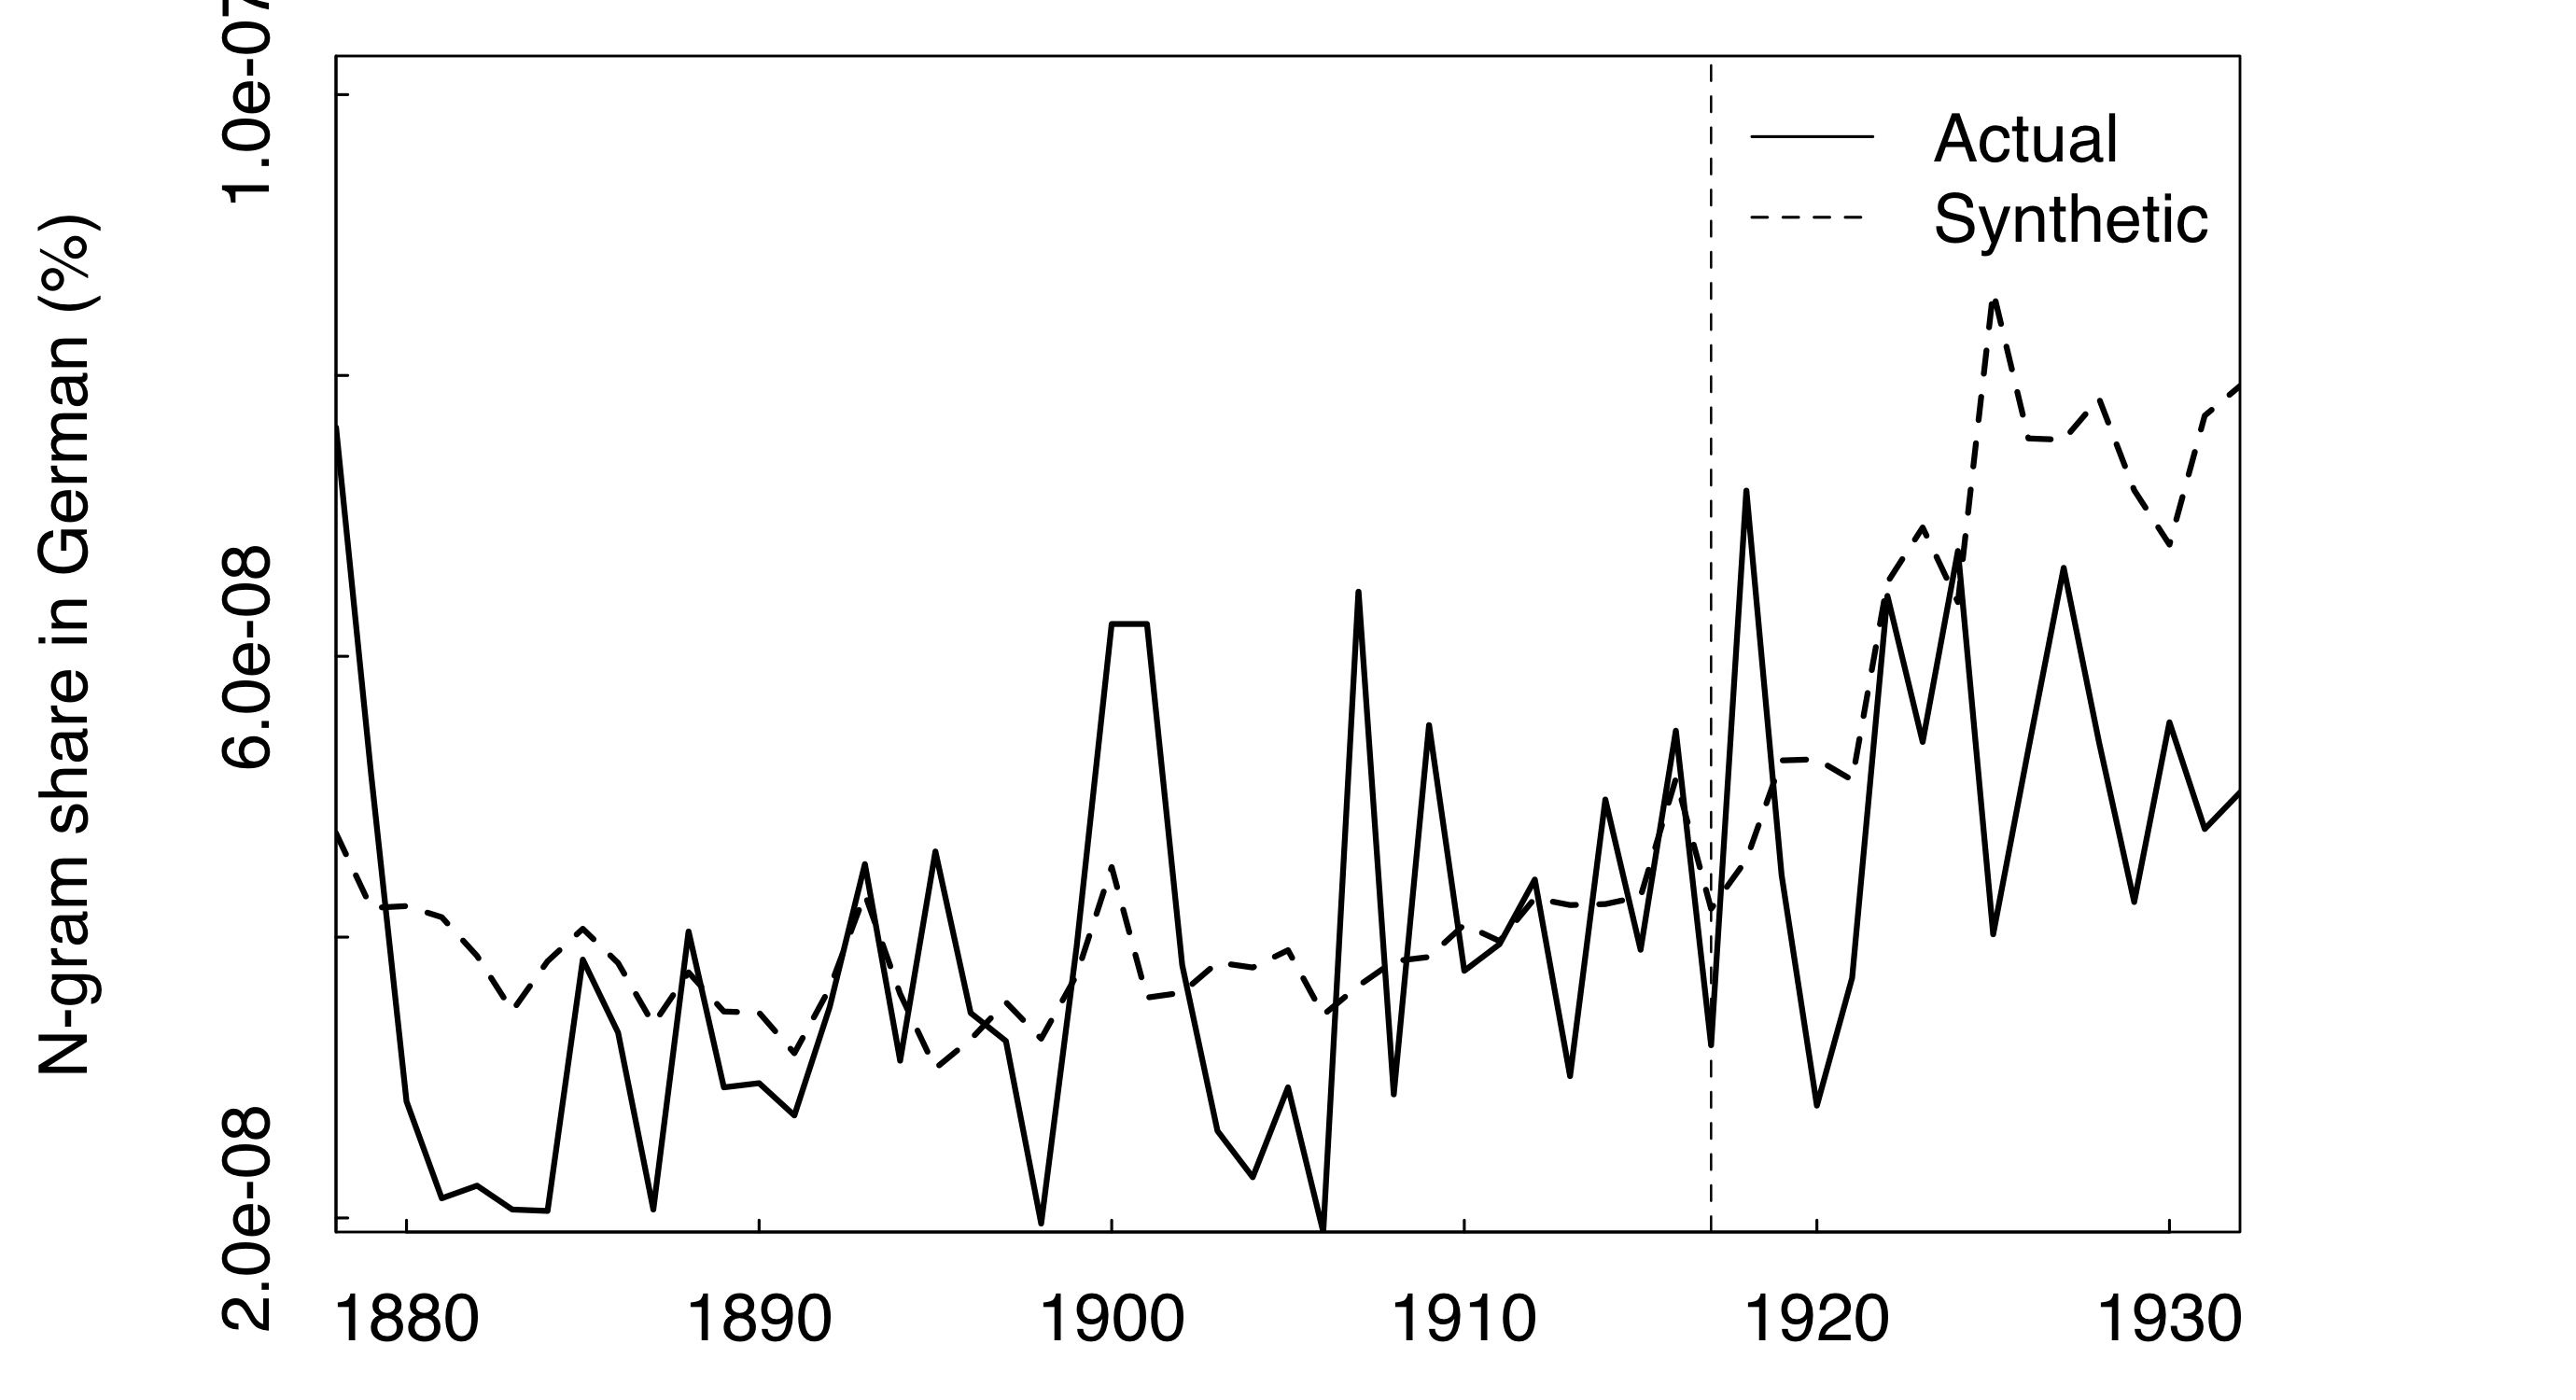 1.0e-07
6.0e-08
2.0e-08
N-gram share in German (%)
Actual
Synthetic
1880 1890 1900 1910 1920 1930